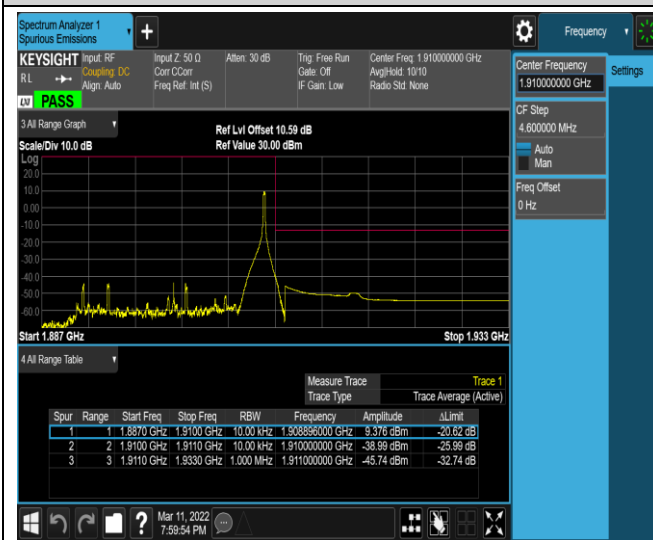 Spectrum Analyzer 1
Spurious Emissions
Frequency
KEYSIGHT
R L
LXI
PASS
Input: RF
Coupling: DC
Align: Auto
Input Z: 50 Ω
Corr CCorr
Freq Ref: Int (S)
Atten: 30 dB
Trig: Free Run
Gate: Off
IF Gain: Low
Center Freq: 1.910000000 GHz
Avg|Hold: 10/10
Radio Std: None
Center Frequency
1.910000000 GHz
Settings
CF Step
4.600000 MHz
Auto
Man
Freq Offset
0 Hz
3 All Range Graph
Scale/Div 10.0 dB
Ref Lvl Offset 10.59 dB
Ref Value 30.00 dBm
Log
20.0
10.0
0.00
-10.0
-20.0
-30.0
-40.0
-50.0
-60.0
Start 1.887 GHz
Stop 1.933 GHz
4 All Range Table
Measure Trace Trace 1
Trace Type Trace Average (Active)
Spur Range Start Freq Stop Freq RBW Frequency Amplitude ΔLimit
1 1 1.8870 GHz 1.9100 GHz 10.00 kHz 1.908896000 GHz 9.376 dBm -20.62 dB
2 2 1.9100 GHz 1.9110 GHz 10.00 kHz 1.910000000 GHz -38.99 dBm -25.99 dB
3 3 1.9110 GHz 1.9330 GHz 1.000 MHz 1.911000000 GHz -45.74 dBm -32.74 dB
Mar 11, 2022
7:59:54 PM